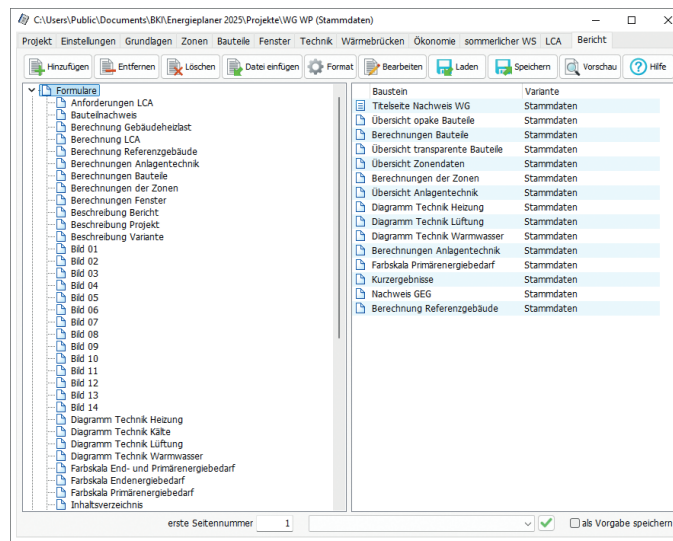 C:\Users\Public\Documents\BKI\Energieplaner 2025\Projekte\WG WP (Stammdaten)
Projekt Einstellungen Grundlagen Zonen Bauteile Fenster Technik Wärmebrücken Ökonomie sommerlicher WS LCA Bericht
Hinzufügen Entfernen Löschen Datei einfügen Format Bearbeiten Laden Speichern Vorschau Hilfe
Formulare
Anforderungen LCA
Bauteilnachweis
Berechnung Gebäudeheizlast
Berechnung LCA
Berechnung Referenzgebäude
Berechnungen Anlagentechnik
Berechnungen Bauteile
Berechnungen der Zonen
Berechnungen Fenster
Beschreibung Bericht
Beschreibung Projekt
Beschreibung Variante
Bild 01
Bild 02
Bild 03
Bild 04
Bild 05
Bild 06
Bild 07
Bild 08
Bild 09
Bild 10
Bild 11
Bild 12
Bild 13
Bild 14
Diagramm Technik Heizung
Diagramm Technik Kälte
Diagramm Technik Lüftung
Diagramm Technik Warmwasser
Farbskala End- und Primärenergiebedarf
Farbskala Endenergiebedarf
Farbskala Primärenergiebedarf
Inhaltsverzeichnis
Baustein Variante
Titelseite Nachweis WG Stammdaten
Übersicht opake Bauteile Stammdaten
Berechnungen Bauteile Stammdaten
Übersicht transparente Bauteile Stammdaten
Übersicht Zonendaten Stammdaten
Berechnungen der Zonen Stammdaten
Übersicht Anlagentechnik Stammdaten
Diagramm Technik Heizung Stammdaten
Diagramm Technik Lüftung Stammdaten
Diagramm Technik Warmwasser Stammdaten
Berechnungen Anlagentechnik Stammdaten
Farbskala Primärenergiebedarf Stammdaten
Kurzergebnisse Stammdaten
Nachweis GEG Stammdaten
Berechnung Referenzgebäude Stammdaten
erste Seitennummer 1 als Vorgabe speichern